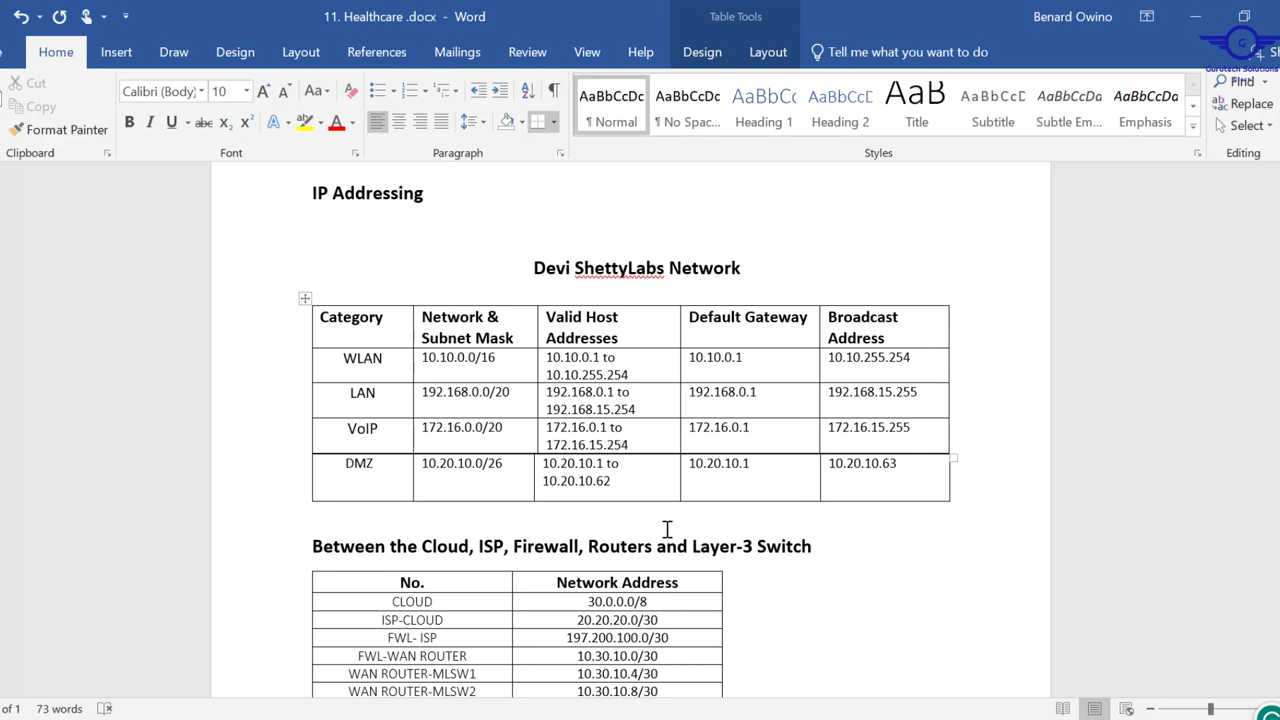 11. Healthcare .docx - Word
Table Tools
Benard Owino
Home Insert Draw Design Layout References Mailings Review View Help Design Layout Tell me what you want to do
Gurutech Solutions
Cut
Copy
Format Painter
Clipboard
Calibri (Body) 10
Font
Paragraph
AaBbCcDc AaBbCcDc AaBbCc AaBbCcD AaB AaBbCcD AaBbCcDa AaBbCcDa
¶ Normal ¶ No Spac... Heading 1 Heading 2 Title Subtitle Subtle Em... Emphasis
Styles
Find
Replace
Select
Editing
IP Addressing
Devi ShettyLabs Network
Category Network & Subnet Mask Valid Host Addresses Default Gateway Broadcast Address
WLAN 10.10.0.0/16 10.10.0.1 to 10.10.255.254 10.10.0.1 10.10.255.254
LAN 192.168.0.0/20 192.168.0.1 to 192.168.15.254 192.168.0.1 192.168.15.255
VoIP 172.16.0.0/20 172.16.0.1 to 172.16.15.254 172.16.0.1 172.16.15.255
DMZ 10.20.10.0/26 10.20.10.1 to 10.20.10.62 10.20.10.1 10.20.10.63
Between the Cloud, ISP, Firewall, Routers and Layer-3 Switch
No. Network Address
CLOUD 30.0.0.0/8
ISP-CLOUD 20.20.20.0/30
FWL- ISP 197.200.100.0/30
FWL-WAN ROUTER 10.30.10.0/30
WAN ROUTER-MLSW1 10.30.10.4/30
WAN ROUTER-MLSW2 10.30.10.8/30
of 1 73 words